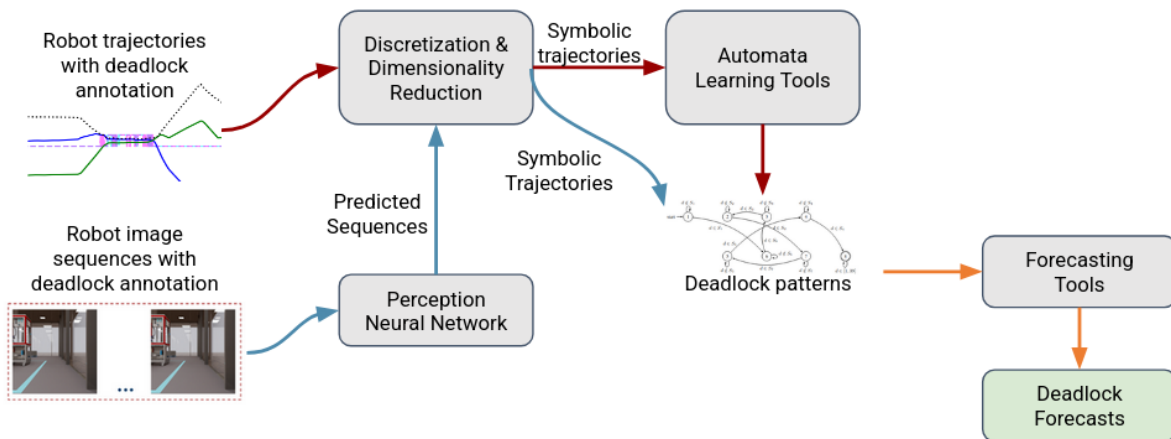 Robot trajectories
with deadlock
annotation
Discretization &
Dimensionality
Reduction
Symbolic
trajectories
Automata
Learning Tools
Symbolic
Trajectories
Predicted
Sequences
Robot image
sequences with
deadlock annotation
...
Perception
Neural Network
Deadlock patterns
Forecasting
Tools
Deadlock
Forecasts